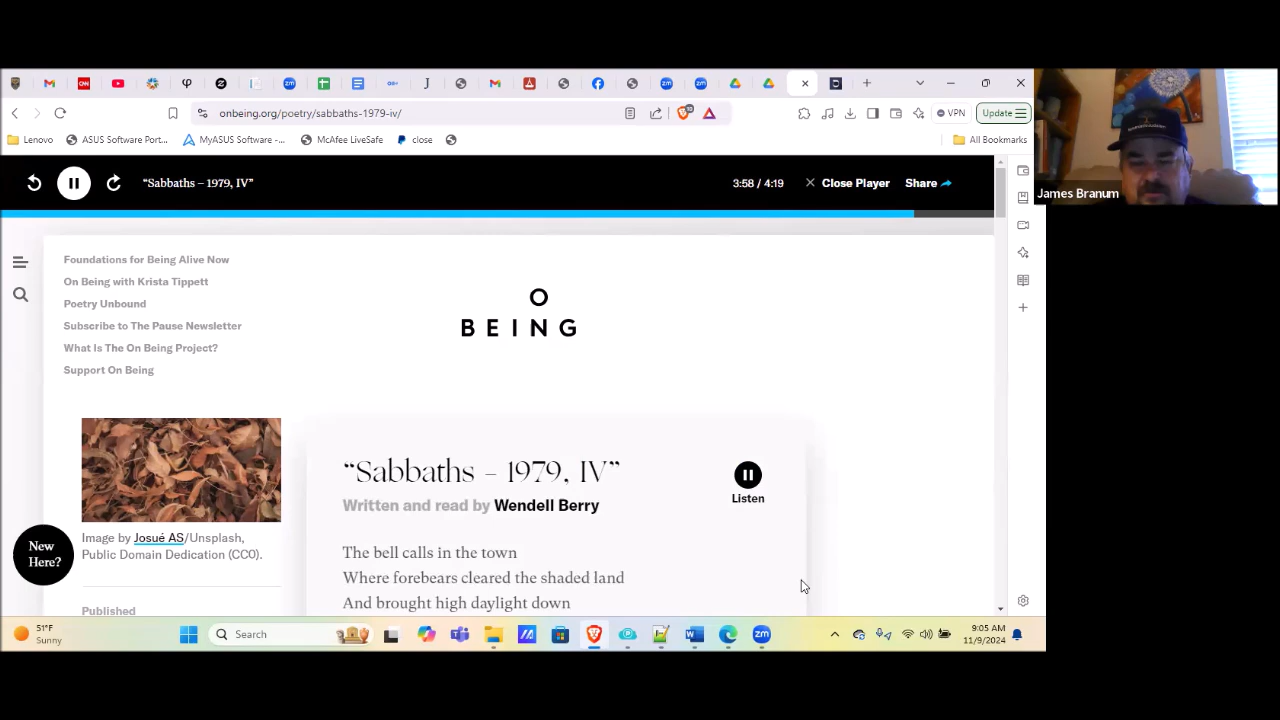 onbeing.org/poetry/sabbaths-1979-iv/
VPN
Update
Lenovo
ASUS Software Port...
MyASUS Software -...
McAfee LiveSafe
close
All Bookmarks
James Branum
“Sabbaths – 1979, IV”
3:58 / 4:19
Close Player
Share
Foundations for Being Alive Now
On Being with Krista Tippett
Poetry Unbound
Subscribe to The Pause Newsletter
What Is The On Being Project?
Support On Being
O
BEING
“Sabbaths – 1979, IV”
Written and read by Wendell Berry
Listen
Image by Josué AS/Unsplash,
Public Domain Dedication (CC0).
New
Here?
The bell calls in the town
Where forebears cleared the shaded land
And brought high daylight down
Published
51°F
Sunny
Search
9:05 AM
11/9/2024